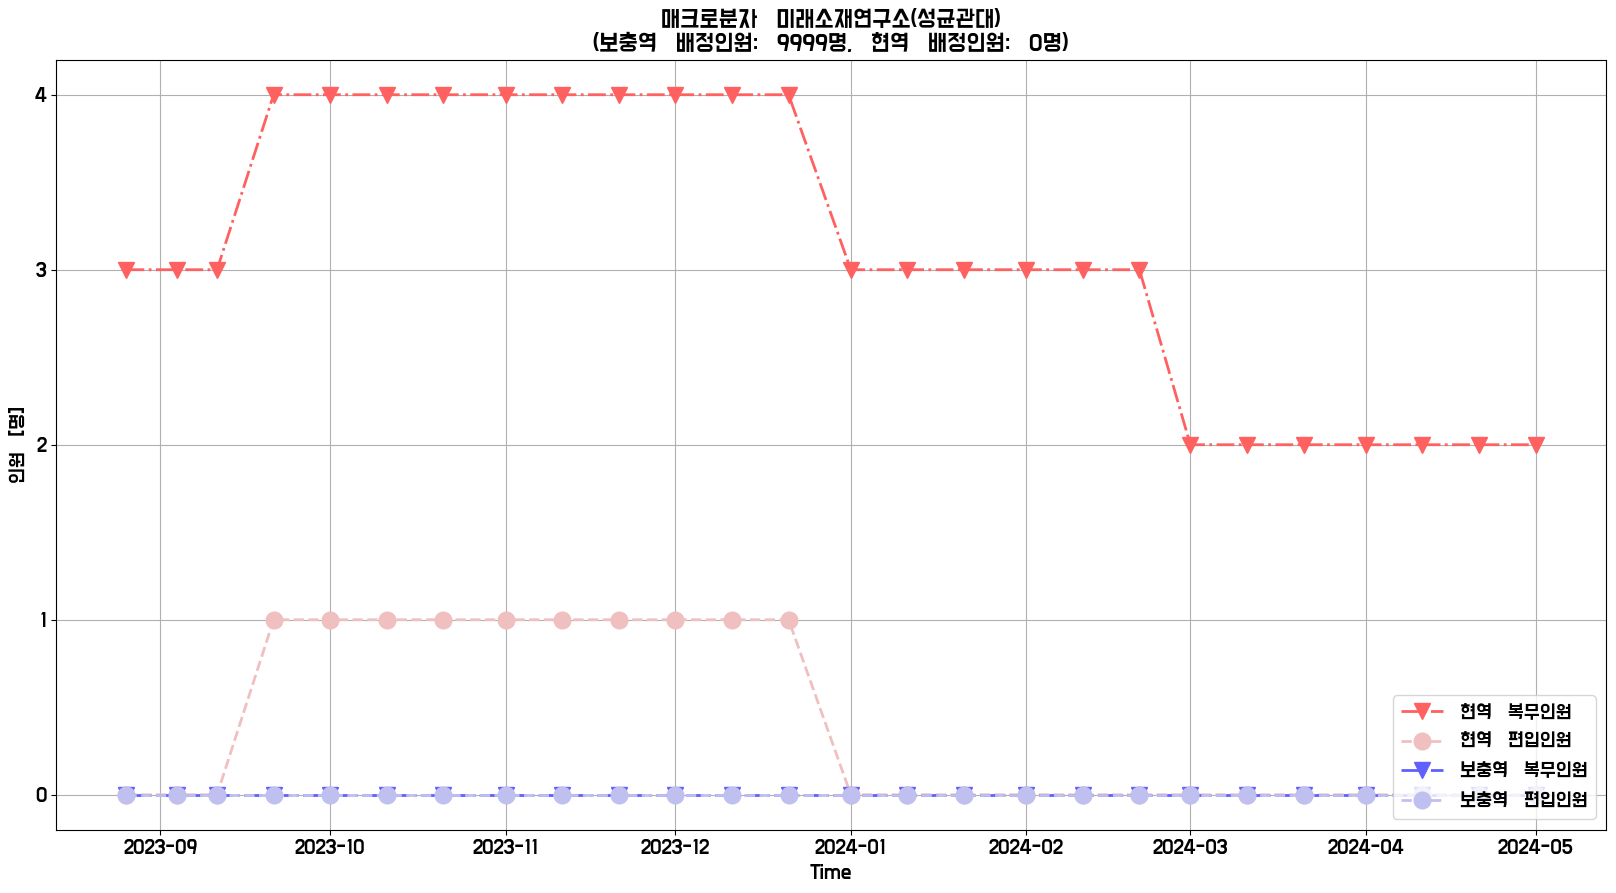 매크로분자 미래소재연구소(성균관대)
(보충역 배정인원: 9999명, 현역 배정인원: 0명)
인원 [명]
4
3
2
1
0
현역 복무인원
현역 편입인원
보충역 복무인원
보충역 편입인원
2023-09
2023-10
2023-11
2023-12
2024-01
2024-02
2024-03
2024-04
2024-05
Time